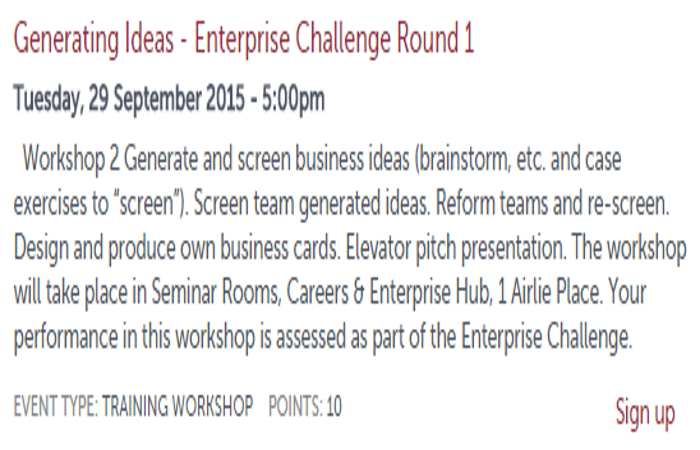 Generating Ideas - Enterprise Challenge Round 1
Tuesday, 29 September 2015 - 5:00pm
Workshop 2 Generate and screen business ideas (brainstorm, etc. and case
exercises to “screen”). Screen team generated ideas. Reform teams and re-screen.
Design and produce own business cards. Elevator pitch presentation. The workshop
will take place in Seminar Rooms, Careers & Enterprise Hub, 1 Airlie Place. Your
performance in this workshop is assessed as part of the Enterprise Challenge.
EVENT TYPE: TRAINING WORKSHOP POINTS: 10
Sign up